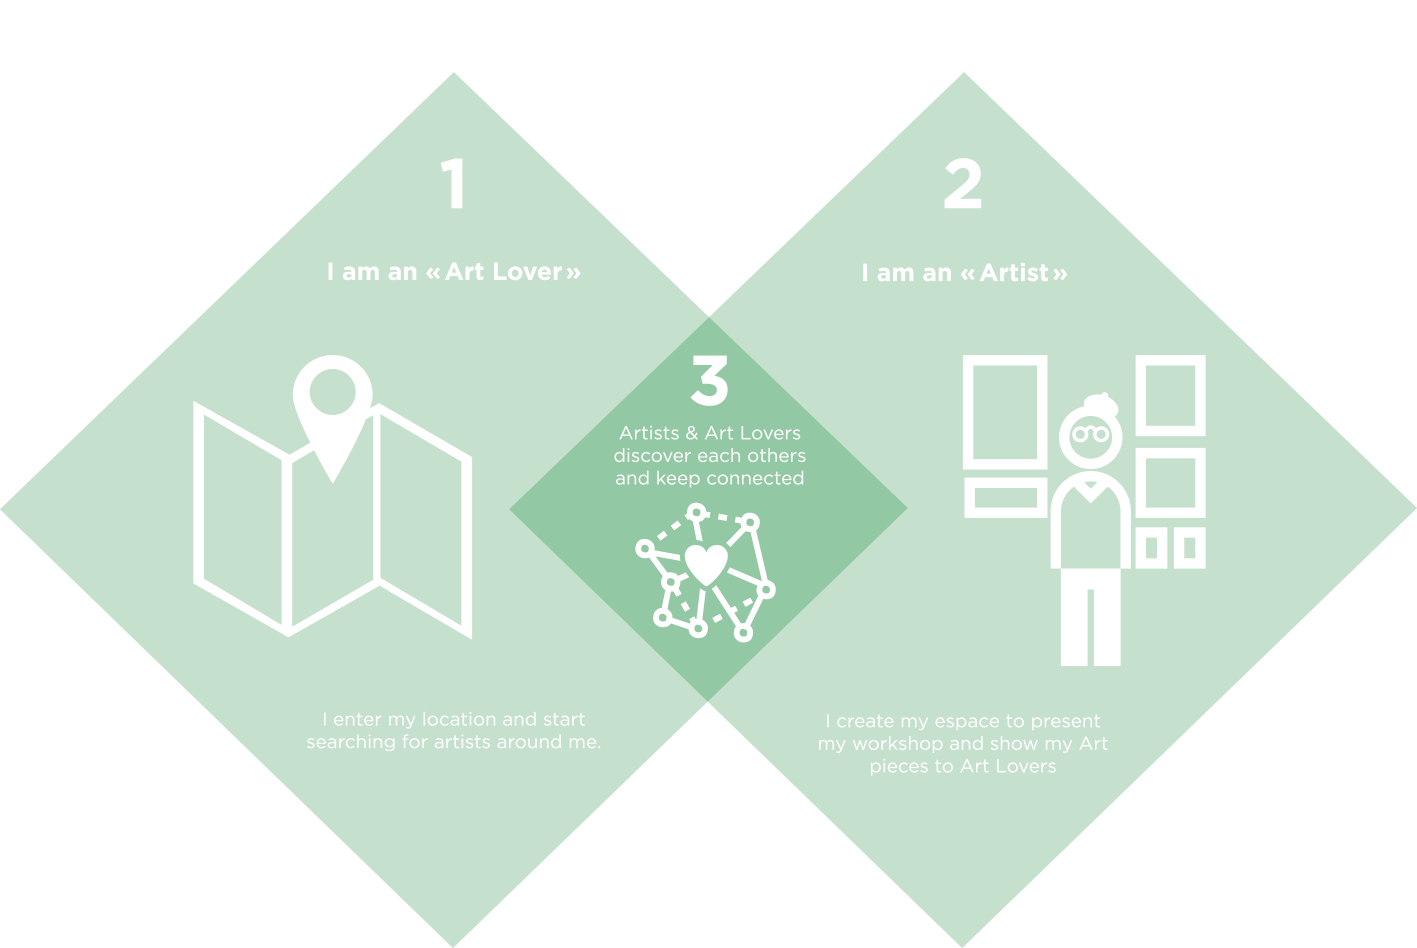 1
I am an « Art Lover »
I enter my location and start
searching for artists around me.
2
I am an « Artist »
I create my espace to present
my workshop and show my Art
pieces to Art Lovers
3
Artists & Art Lovers
discover each others
and keep connected